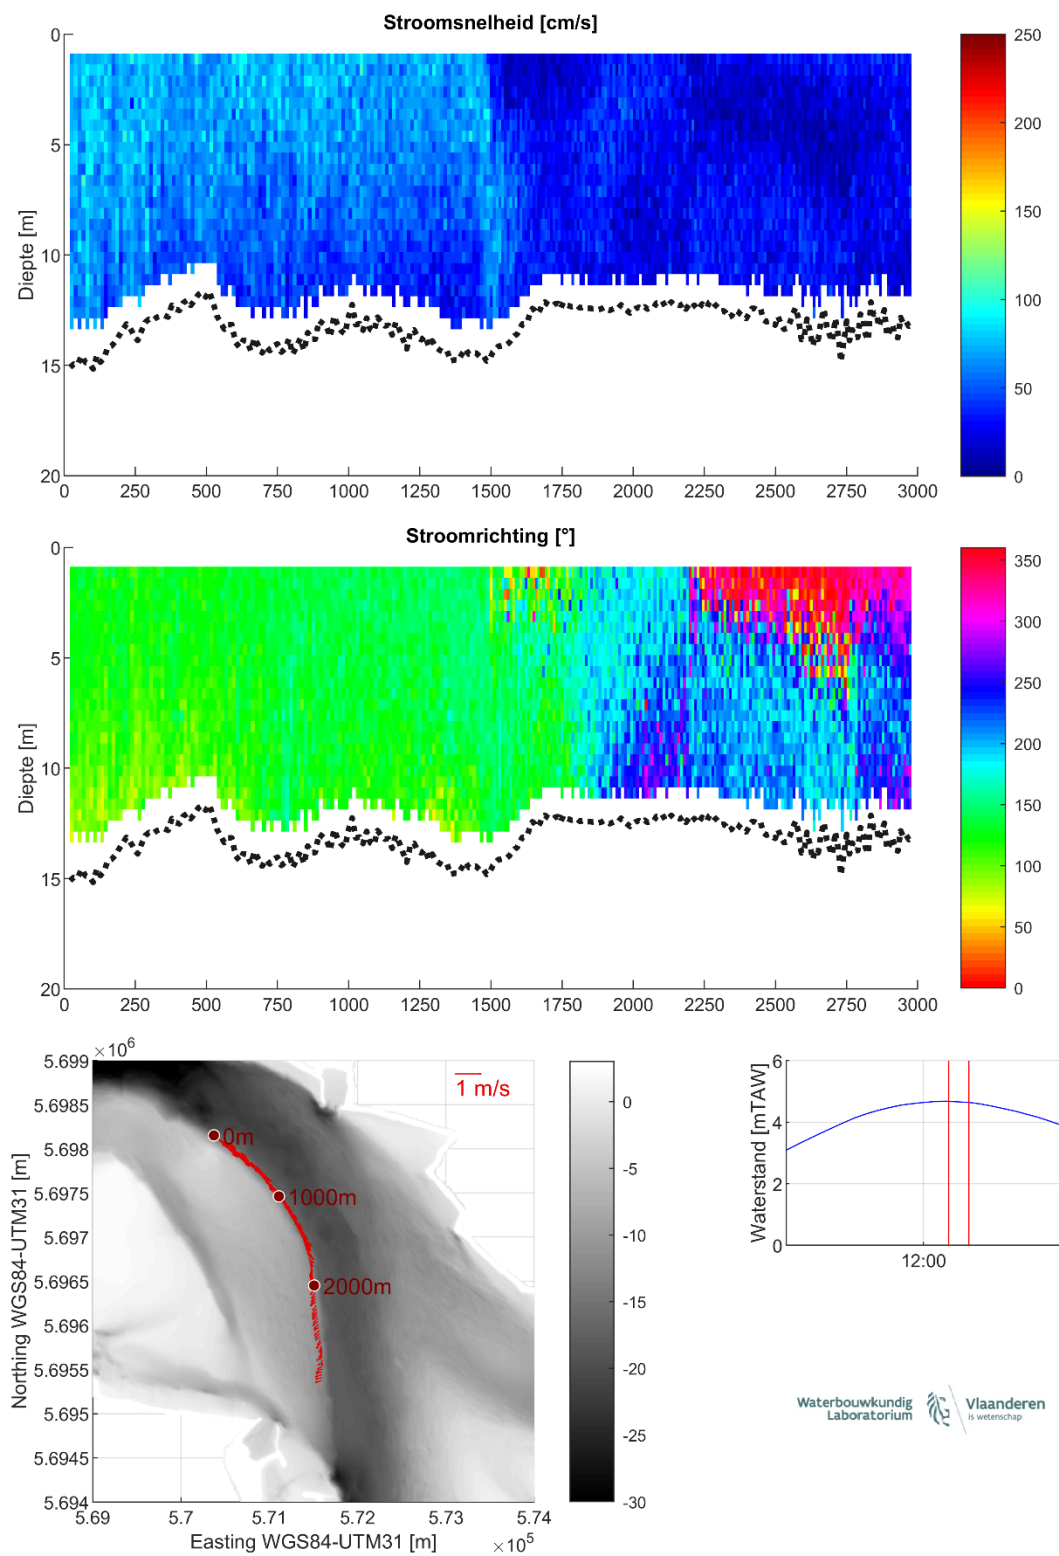 Stroomsnelheid [cm/s]
0
5
10
15
20
Diepte [m]
0 250 500 750 1000 1250 1500 1750 2000 2250 2500 2750 3000
250
200
150
100
50
0
Stroomrichting [°]
0
5
10
15
20
Diepte [m]
0 250 500 750 1000 1250 1500 1750 2000 2250 2500 2750 3000
350
300
250
200
150
100
50
0
×10⁶
5.699
5.6985
5.698
5.6975
5.697
5.6965
5.696
5.6955
5.695
5.6945
5.694
Northing WGS84-UTM31 [m]
1 m/s
0m
1000m
2000m
5.69 5.7 5.71 5.72 5.73 5.74
Easting WGS84-UTM31 [m]
×10⁵
0
-5
-10
-15
-20
-25
-30
6
4
2
0
Waterstand [mTAW]
12:00
Waterbouwkundig
Laboratorium
Vlaanderen
is wetenschap